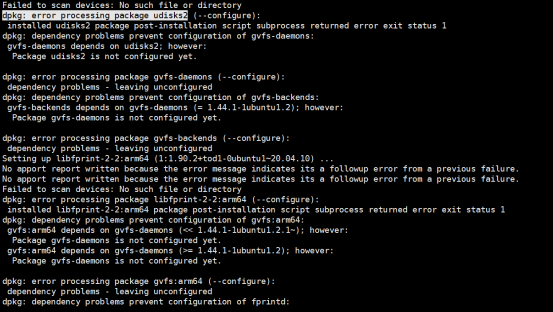 Failed to scan devices: No such file or directory
dpkg: error processing package udisks2 (--configure):
 installed udisks2 package post-installation script subprocess returned error exit status 1
dpkg: dependency problems prevent configuration of gvfs-daemons:
 gvfs-daemons depends on udisks2; however:
  Package udisks2 is not configured yet.

dpkg: error processing package gvfs-daemons (--configure):
 dependency problems - leaving unconfigured
dpkg: dependency problems prevent configuration of gvfs-backends:
 gvfs-backends depends on gvfs-daemons (= 1.44.1-1ubuntu1.2); however:
  Package gvfs-daemons is not configured yet.

dpkg: error processing package gvfs-backends (--configure):
 dependency problems - leaving unconfigured
Setting up libfprint-2-2:arm64 (1:1.90.2+tod1-0ubuntu1~20.04.10) ...
No apport report written because the error message indicates its a followup error from a previous failure.
No apport report written because the error message indicates its a followup error from a previous failure.
Failed to scan devices: No such file or directory
dpkg: error processing package libfprint-2-2:arm64 (--configure):
 installed libfprint-2-2:arm64 package post-installation script subprocess returned error exit status 1
dpkg: dependency problems prevent configuration of gvfs:arm64:
 gvfs:arm64 depends on gvfs-daemons (<< 1.44.1-1ubuntu1.2.1~); however:
  Package gvfs-daemons is not configured yet.
 gvfs:arm64 depends on gvfs-daemons (>= 1.44.1-1ubuntu1.2); however:
  Package gvfs-daemons is not configured yet.

dpkg: error processing package gvfs:arm64 (--configure):
 dependency problems - leaving unconfigured
dpkg: dependency problems prevent configuration of fprintd: